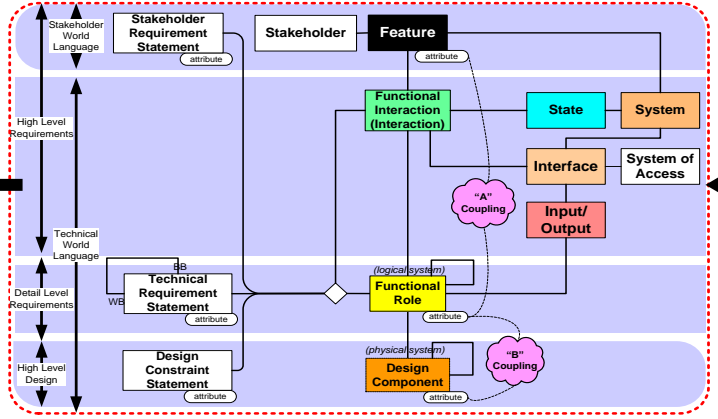 Stakeholder
World
Language
Stakeholder
Requirement
Statement
attribute
Stakeholder
Feature
attribute
High Level
Requirements
Functional
Interaction
(Interaction)
State
System
Interface
System of
Access
"A"
Coupling
Input/
Output
Technical
World
Language
BB
WB
Technical
Requirement
Statement
attribute
(logical system)
Functional
Role
attribute
Detail Level
Requirements
High Level
Design
Design
Constraint
Statement
attribute
(physical system)
Design
Component
attribute
"B"
Coupling